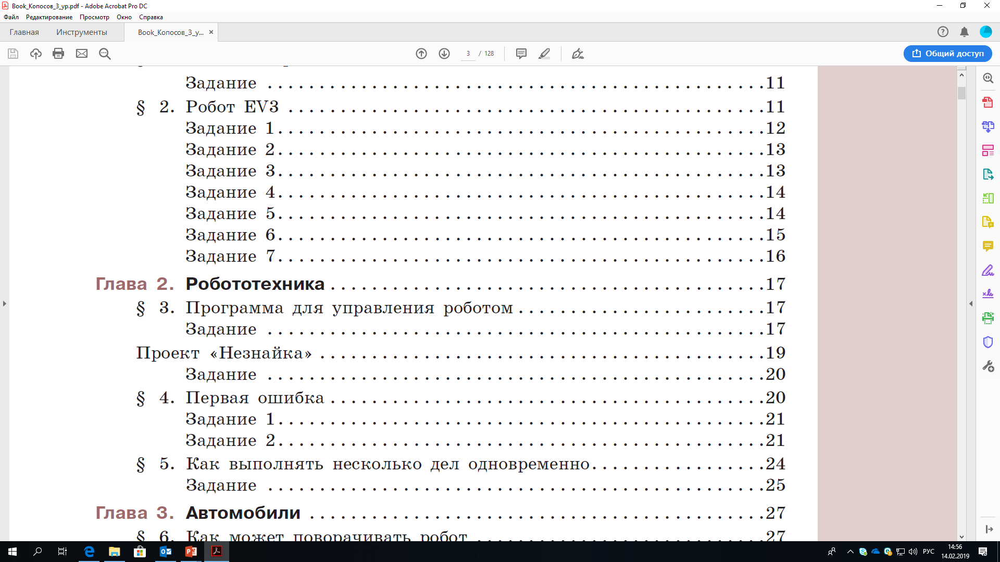 Book_Копосов_3_ур.pdf - Adobe Acrobat Pro DC
Файл Редактирование Просмотр Окно Справка
Главная Инструменты Book_Копосов_3_у... ×
3 / 128
Общий доступ
Задание ........................................ 11
§ 2. Робот EV3 ........................................ 11
Задание 1 ........................................ 12
Задание 2 ........................................ 13
Задание 3 ........................................ 13
Задание 4 ........................................ 14
Задание 5 ........................................ 14
Задание 6 ........................................ 15
Задание 7 ........................................ 16
Глава 2. Робототехника ........................................ 17
§ 3. Программа для управления роботом ........................ 17
Задание ........................................ 17
Проект «Незнайка» ........................................ 19
Задание ........................................ 20
§ 4. Первая ошибка ........................................ 20
Задание 1 ........................................ 21
Задание 2 ........................................ 21
§ 5. Как выполнять несколько дел одновременно ................. 24
Задание ........................................ 25
Глава 3. Автомобили ........................................ 27
§ 6. Как может поворачивать робот ............................ 27
РУС
14:56
14.02.2019